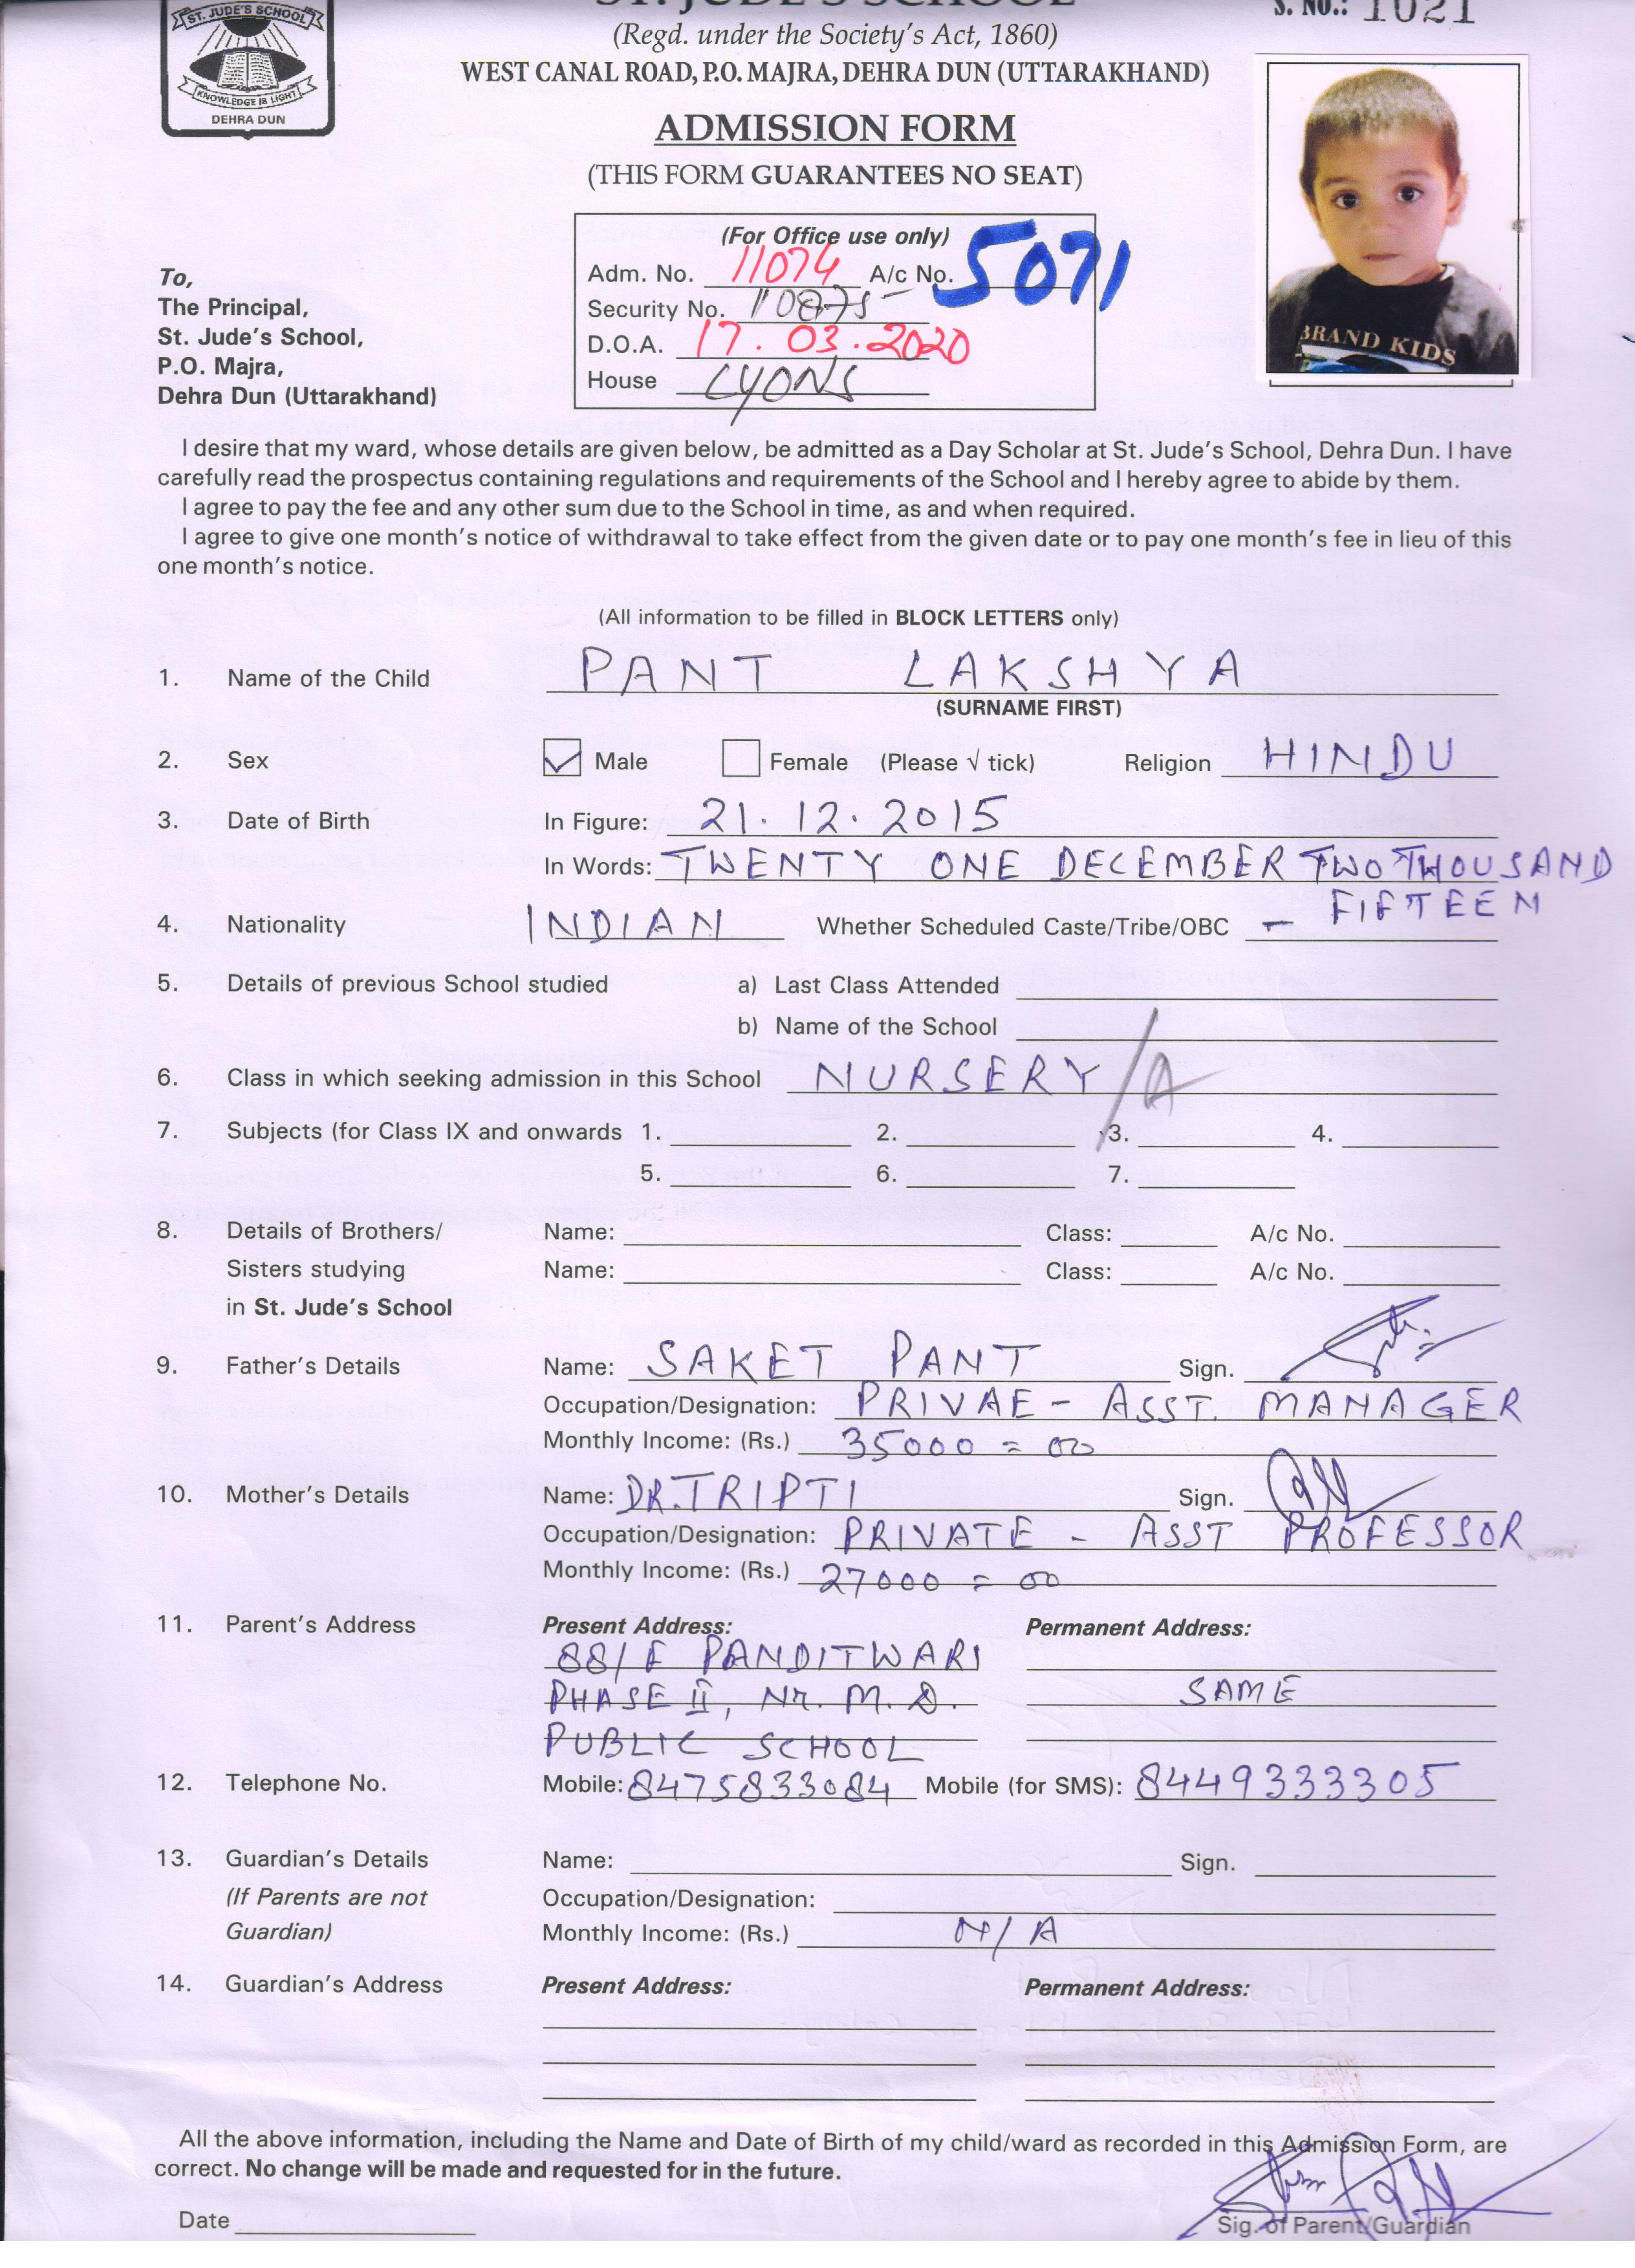 ST. JUDE'S SCHOOL
KNOWLEDGE IS LIGHT
DEHRA DUN
ST. JUDE'S SCHOOL
S. NO.: 1021
(Regd. under the Society's Act, 1860)
WEST CANAL ROAD, P.O. MAJRA, DEHRA DUN (UTTARAKHAND)
ADMISSION FORM
(THIS FORM GUARANTEES NO SEAT)
BRAND KIDS
(For Office use only)
Adm. No. 11074 A/c No. 5071
Security No. 10875
D.O.A. 17.03.2020
House LYONS
To,
The Principal,
St. Jude's School,
P.O. Majra,
Dehra Dun (Uttarakhand)
I desire that my ward, whose details are given below, be admitted as a Day Scholar at St. Jude's School, Dehra Dun. I have
carefully read the prospectus containing regulations and requirements of the School and I hereby agree to abide by them.
I agree to pay the fee and any other sum due to the School in time, as and when required.
I agree to give one month's notice of withdrawal to take effect from the given date or to pay one month's fee in lieu of this
one month's notice.
(All information to be filled in BLOCK LETTERS only)
1. Name of the Child PANT LAKSHYA
(SURNAME FIRST)
2. Sex Male Female (Please √ tick) Religion HINDU
3. Date of Birth In Figure: 21.12.2015
In Words: TWENTY ONE DECEMBER TWO THOUSAND
FIFTEEN
4. Nationality INDIAN Whether Scheduled Caste/Tribe/OBC —
5. Details of previous School studied a) Last Class Attended
b) Name of the School
6. Class in which seeking admission in this School NURSERY/A
7. Subjects (for Class IX and onwards 1. 2. 3. 4.
5. 6. 7.
8. Details of Brothers/ Name: Class: A/c No.
Sisters studying Name: Class: A/c No.
in St. Jude's School
9. Father's Details Name: SAKET PANT Sign.
Occupation/Designation: PRIVAE - ASST. MANAGER
Monthly Income: (Rs.) 35000 = 00
10. Mother's Details Name: DR. TRIPTI Sign.
Occupation/Designation: PRIVATE - ASST PROFESSOR
Monthly Income: (Rs.) 27000 = 00
11. Parent's Address Present Address: Permanent Address:
88/F PANDITWARI
PHASE II, Nr. M.D. SAME
PUBLIC SCHOOL
12. Telephone No. Mobile: 8475833084 Mobile (for SMS): 8449333305
13. Guardian's Details Name: Sign.
(If Parents are not Occupation/Designation:
Guardian) Monthly Income: (Rs.) N/A
14. Guardian's Address Present Address: Permanent Address:
All the above information, including the Name and Date of Birth of my child/ward as recorded in this Admission Form, are
correct. No change will be made and requested for in the future.
Date
Sig. of Parent/Guardian